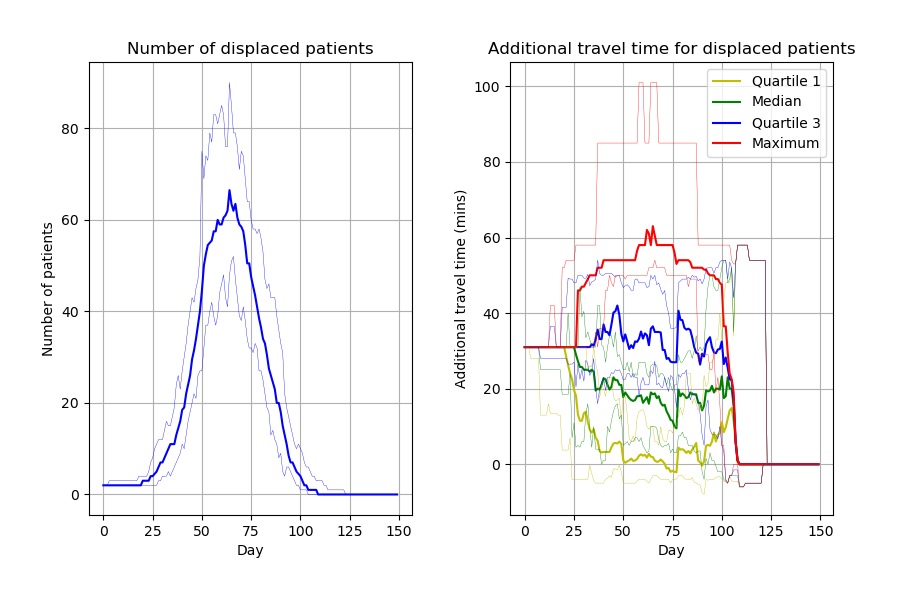 Number of displaced patients
Number of patients
80
60
40
20
0
0 25 50 75 100 125 150
Day
Additional travel time for displaced patients
Additional travel time (mins)
100
80
60
40
20
0
0 25 50 75 100 125 150
Day
Quartile 1
Median
Quartile 3
Maximum